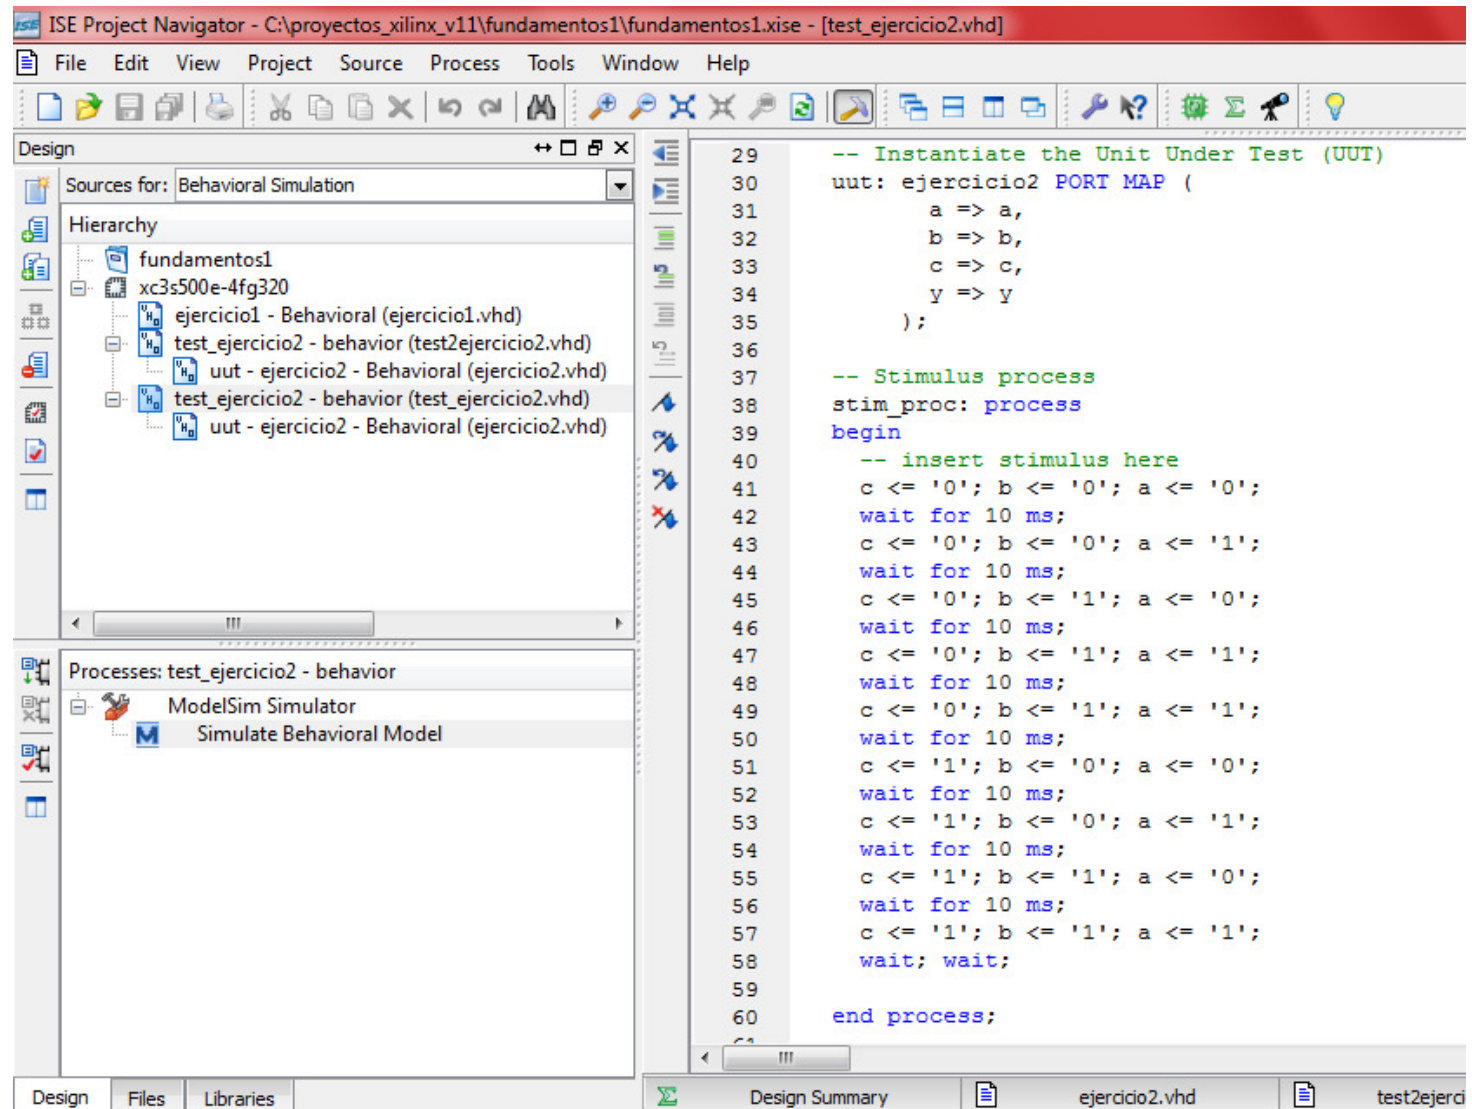 ISE Project Navigator - C:\proyectos_xilinx_v11\fundamentos1\fundamentos1.xise - [test_ejercicio2.vhd]
File Edit View Project Source Process Tools Window Help
Design
Sources for: Behavioral Simulation
Hierarchy
fundamentos1
xc3s500e-4fg320
ejercicio1 - Behavioral (ejercicio1.vhd)
test_ejercicio2 - behavior (test2ejercicio2.vhd)
uut - ejercicio2 - Behavioral (ejercicio2.vhd)
test_ejercicio2 - behavior (test_ejercicio2.vhd)
uut - ejercicio2 - Behavioral (ejercicio2.vhd)
Processes: test_ejercicio2 - behavior
ModelSim Simulator
Simulate Behavioral Model
Design Files Libraries
29 -- Instantiate the Unit Under Test (UUT)
30 uut: ejercicio2 PORT MAP (
31 a => a,
32 b => b,
33 c => c,
34 y => y
35 );
36
37 -- Stimulus process
38 stim_proc: process
39 begin
40 -- insert stimulus here
41 c <= '0'; b <= '0'; a <= '0';
42 wait for 10 ms;
43 c <= '0'; b <= '0'; a <= '1';
44 wait for 10 ms;
45 c <= '0'; b <= '1'; a <= '0';
46 wait for 10 ms;
47 c <= '0'; b <= '1'; a <= '1';
48 wait for 10 ms;
49 c <= '0'; b <= '1'; a <= '1';
50 wait for 10 ms;
51 c <= '1'; b <= '0'; a <= '0';
52 wait for 10 ms;
53 c <= '1'; b <= '0'; a <= '1';
54 wait for 10 ms;
55 c <= '1'; b <= '1'; a <= '0';
56 wait for 10 ms;
57 c <= '1'; b <= '1'; a <= '1';
58 wait; wait;
59
60 end process;
Design Summary ejercicio2.vhd test2ejerci